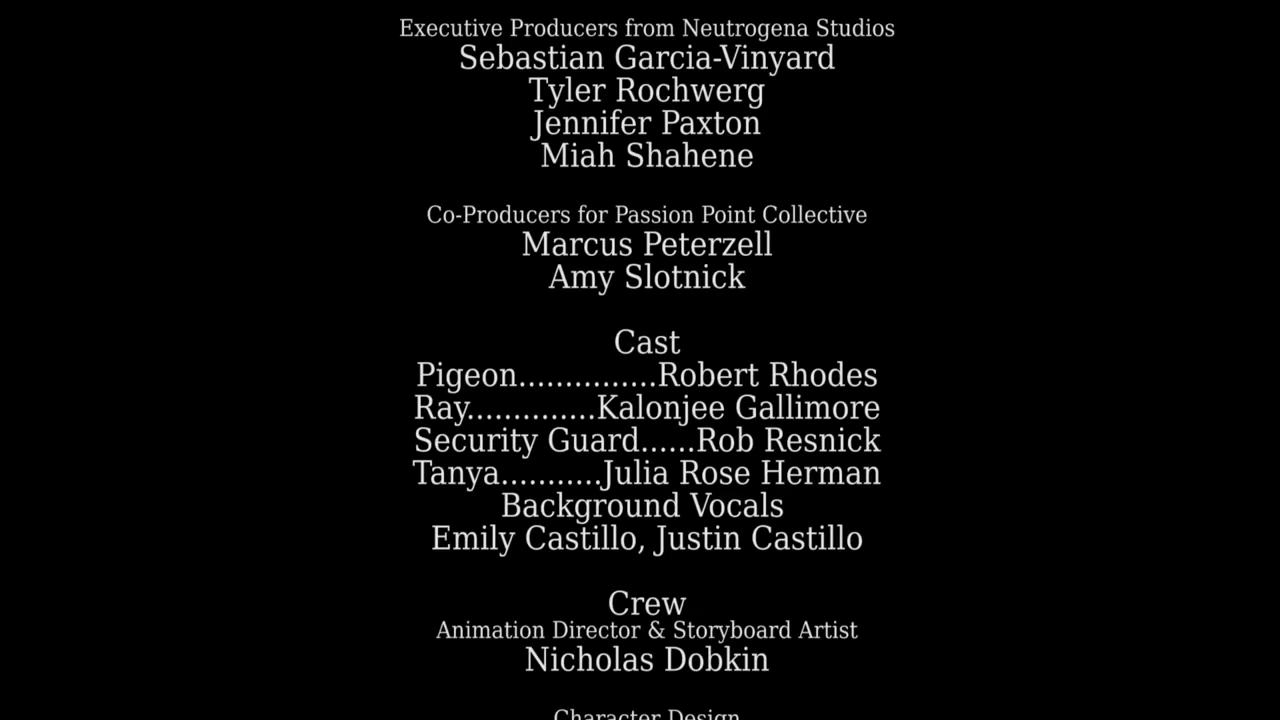 Executive Producers from Neutrogena Studios
Sebastian Garcia-Vinyard
Tyler Rochwerg
Jennifer Paxton
Miah Shahene
Co-Producers for Passion Point Collective
Marcus Peterzell
Amy Slotnick
Cast
Pigeon...............Robert Rhodes
Ray..............Kalonjee Gallimore
Security Guard......Rob Resnick
Tanya...........Julia Rose Herman
Background Vocals
Emily Castillo, Justin Castillo
Crew
Animation Director & Storyboard Artist
Nicholas Dobkin
Character Design